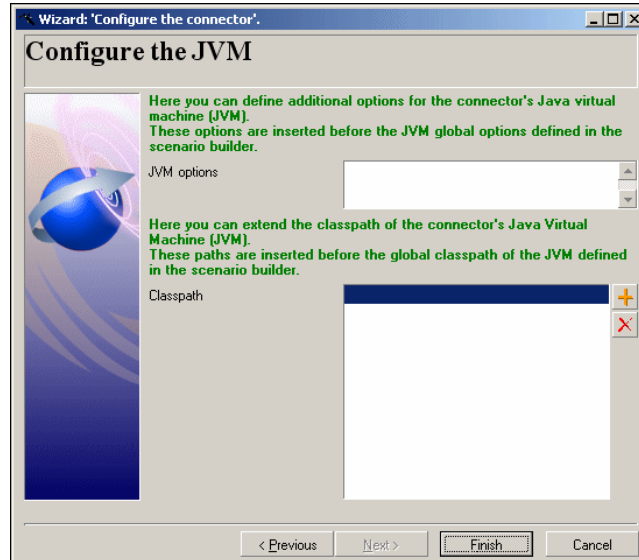 Wizard: 'Configure the connector'.
Configure the JVM
Here you can define additional options for the connector's Java virtual
machine (JVM).
These options are inserted before the JVM global options defined in the
scenario builder.
JVM options
Here you can extend the classpath of the connector's Java Virtual
Machine (JVM).
These paths are inserted before the global classpath of the JVM defined
in the scenario builder.
Classpath
< Previous Next > Finish Cancel